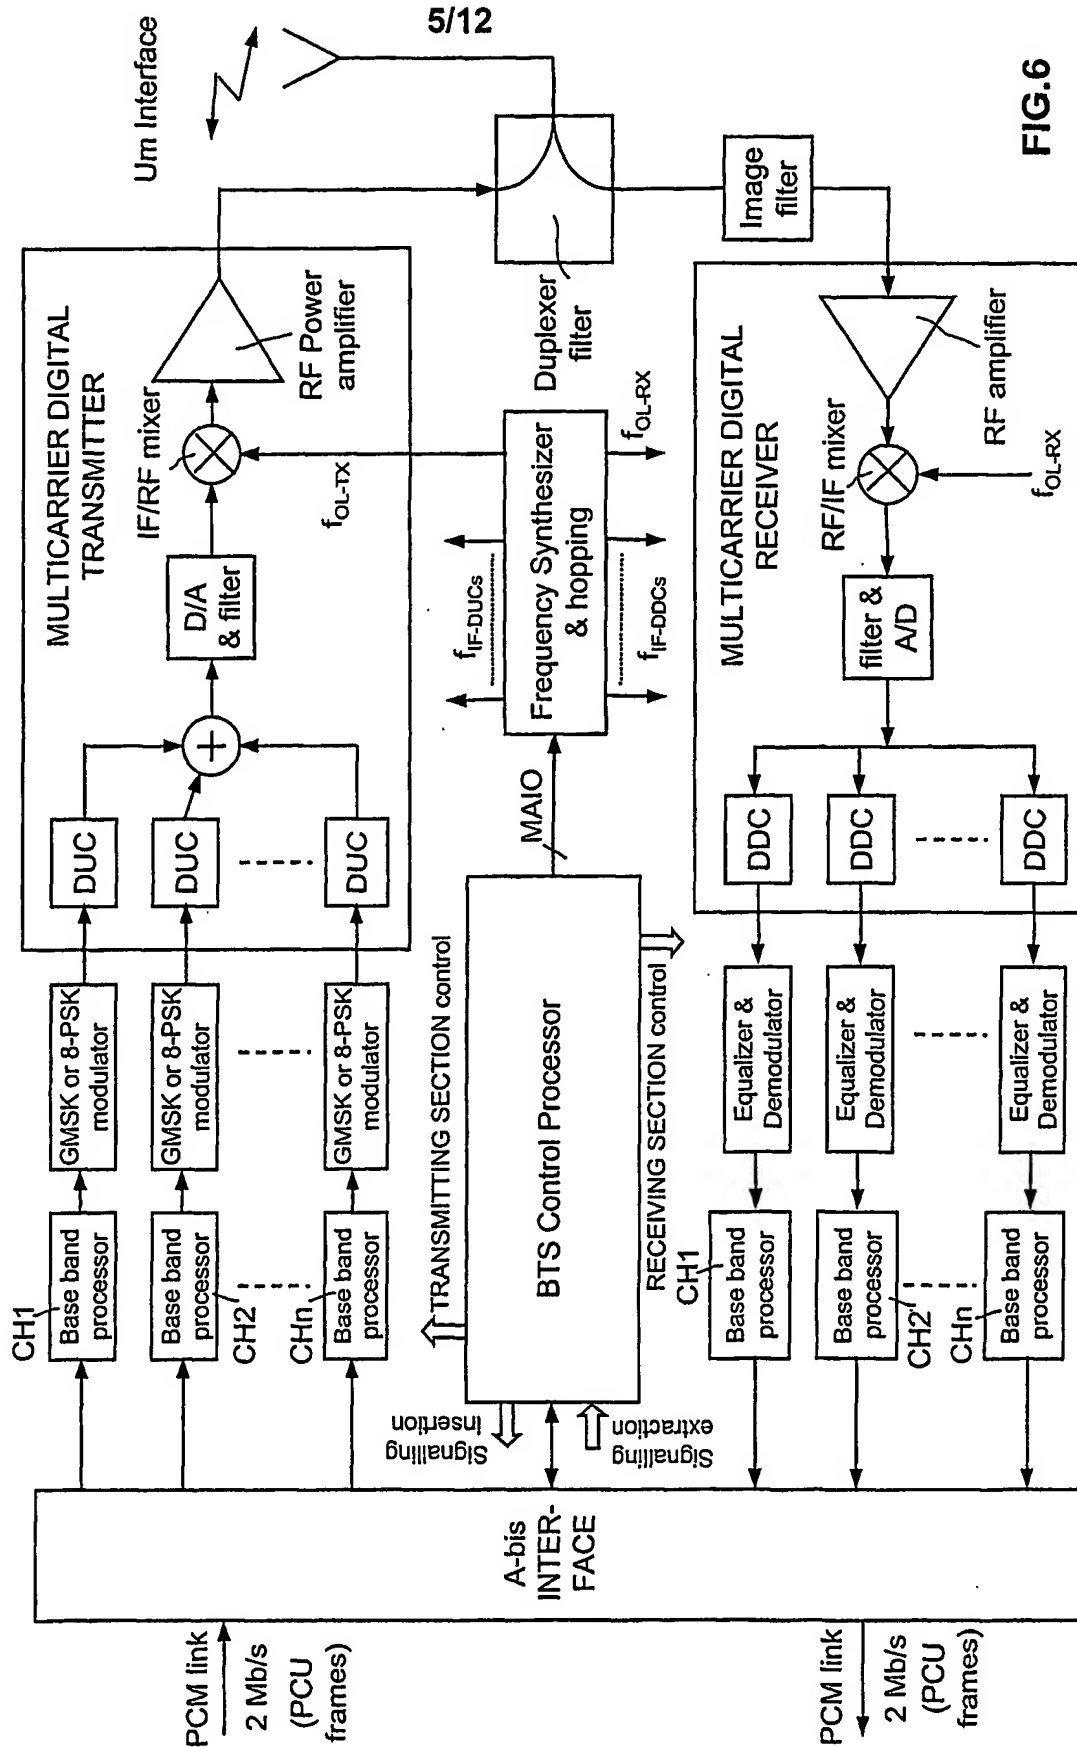 5/12
Um Interface
MULTICARRIER DIGITAL
TRANSMITTER
IF/RF mixer
RF Power
amplifier
D/A
& filter
fOL-TX
DUC
DUC
DUC
GMSK or 8-PSK
modulator
GMSK or 8-PSK
modulator
GMSK or 8-PSK
modulator
CH1
Base band
processor
Base band
processor
CH2
CHn
Base band
processor
PCM link
2 Mb/s
(PCU
frames)
A-bis
INTER-
FACE
Signalling
insertion
Signalling
extraction
TRANSMITTING SECTION control
BTS Control Processor
RECEIVING SECTION control
MAIO
fIF-DUCs
Frequency Synthesizer
& hopping
fIF-DDCs
fOL-RX
Duplexer
filter
Image
filter
MULTICARRIER DIGITAL
RECEIVER
RF amplifier
RF/IF mixer
fOL-RX
filter &
A/D
DDC
DDC
DDC
Equalizer &
Demodulator
Equalizer &
Demodulator
Equalizer &
Demodulator
CH1
Base band
processor
Base band
processor
CH2
CHn
Base band
processor
PCM link
2 Mb/s
(PCU
frames)
FIG.6